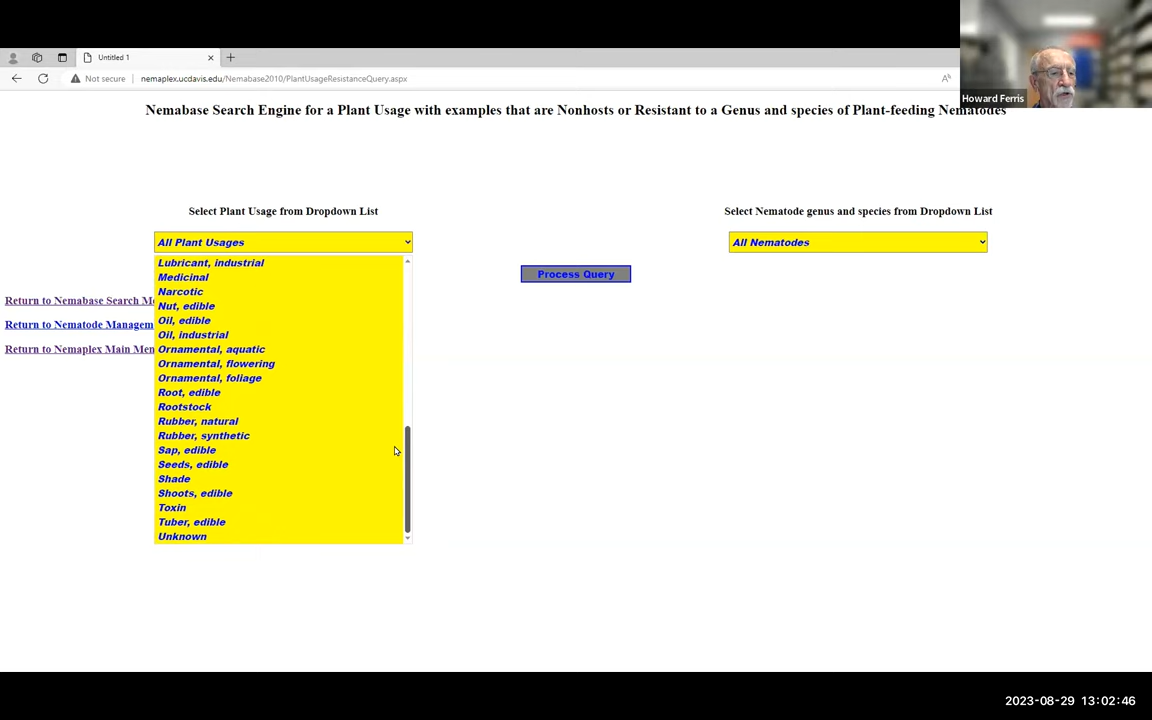 Untitled 1
Not secure
nemaplex.ucdavis.edu/Nemabase2010/PlantUsageResistanceQuery.aspx
Howard Ferris
Nemabase Search Engine for a Plant Usage with examples that are Nonhosts or Resistant to a Genus and species of Plant-feeding Nematodes
Select Plant Usage from Dropdown List
Select Nematode genus and species from Dropdown List
All Plant Usages
All Nematodes
Process Query
Lubricant, industrial
Medicinal
Narcotic
Nut, edible
Oil, edible
Oil, industrial
Ornamental, aquatic
Ornamental, flowering
Ornamental, foliage
Root, edible
Rootstock
Rubber, natural
Rubber, synthetic
Sap, edible
Seeds, edible
Shade
Shoots, edible
Toxin
Tuber, edible
Unknown
Return to Nemabase Search M
Return to Nematode Managem
Return to Nemaplex Main Men
2023-08-29 13:02:46